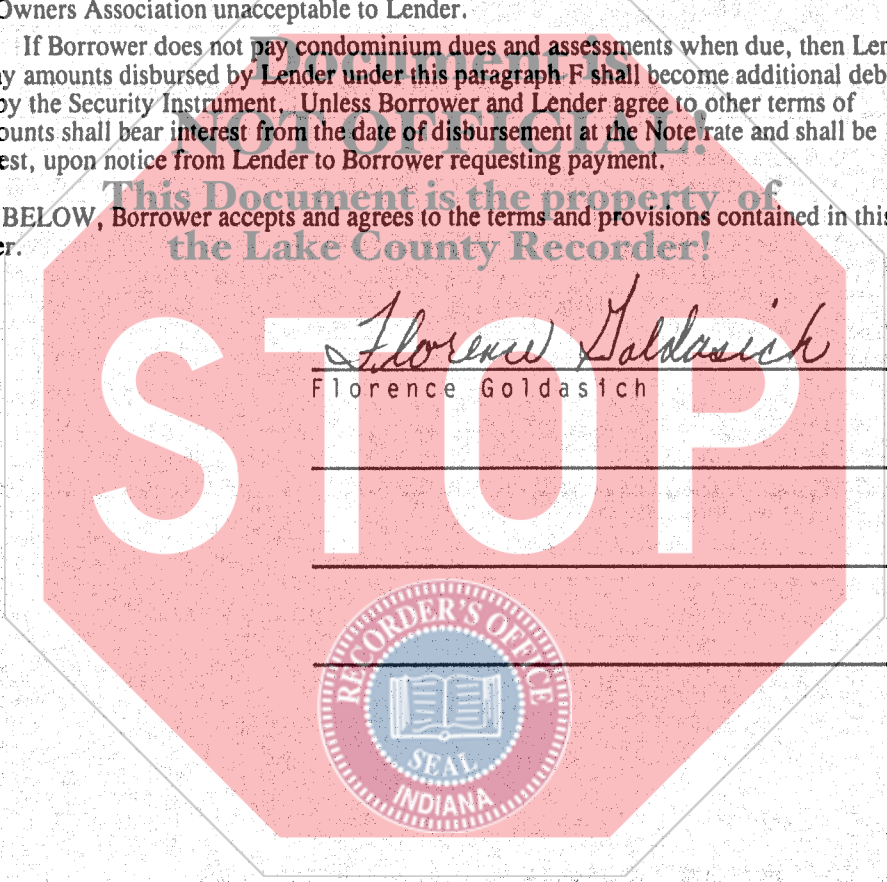 Owners Association unacceptable to Lender.
If Borrower does not pay condominium dues and assessments when due, then Len
y amounts disbursed by Lender under this paragraph F shall become additional deb
by the Security Instrument. Unless Borrower and Lender agree to other terms of
ounts shall bear interest from the date of disbursement at the Note rate and shall be
est, upon notice from Lender to Borrower requesting payment.
BELOW, Borrower accepts and agrees to the terms and provisions contained in this
er.
Document is
NOT OFFICIAL!
This Document is the property of
the Lake County Recorder!
Florence Goldasich
Florence Goldasich
STOP
RECORDER'S OFFICE
SEAL
INDIANA